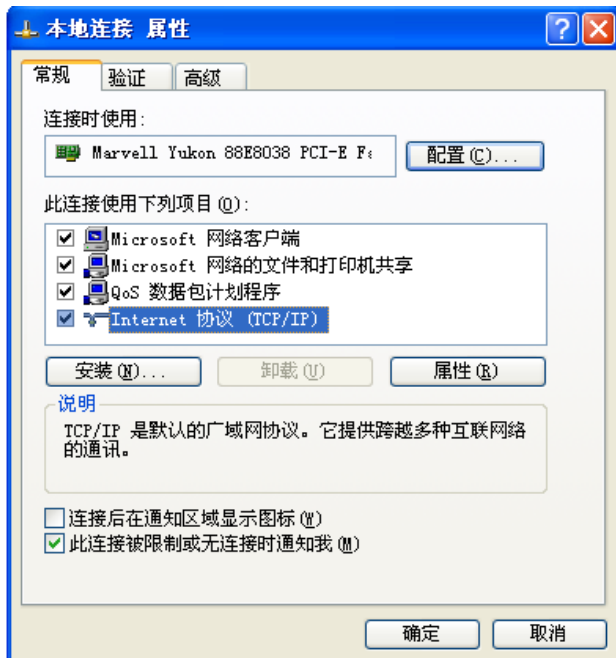 本地连接 属性
常规 验证 高级
连接时使用:
Marvell Yukon 88E8038 PCI-E 配置(C)...
此连接使用下列项目(O):
Microsoft 网络客户端
Microsoft 网络的文件和打印机共享
QoS 数据包计划程序
Internet 协议 (TCP/IP)
安装(N)... 卸载(U) 属性(R)
说明
TCP/IP 是默认的广域网协议。它提供跨越多种互联网络
的通讯。
连接后在通知区域显示图标(W)
此连接被限制或无连接时通知我(M)
确定 取消